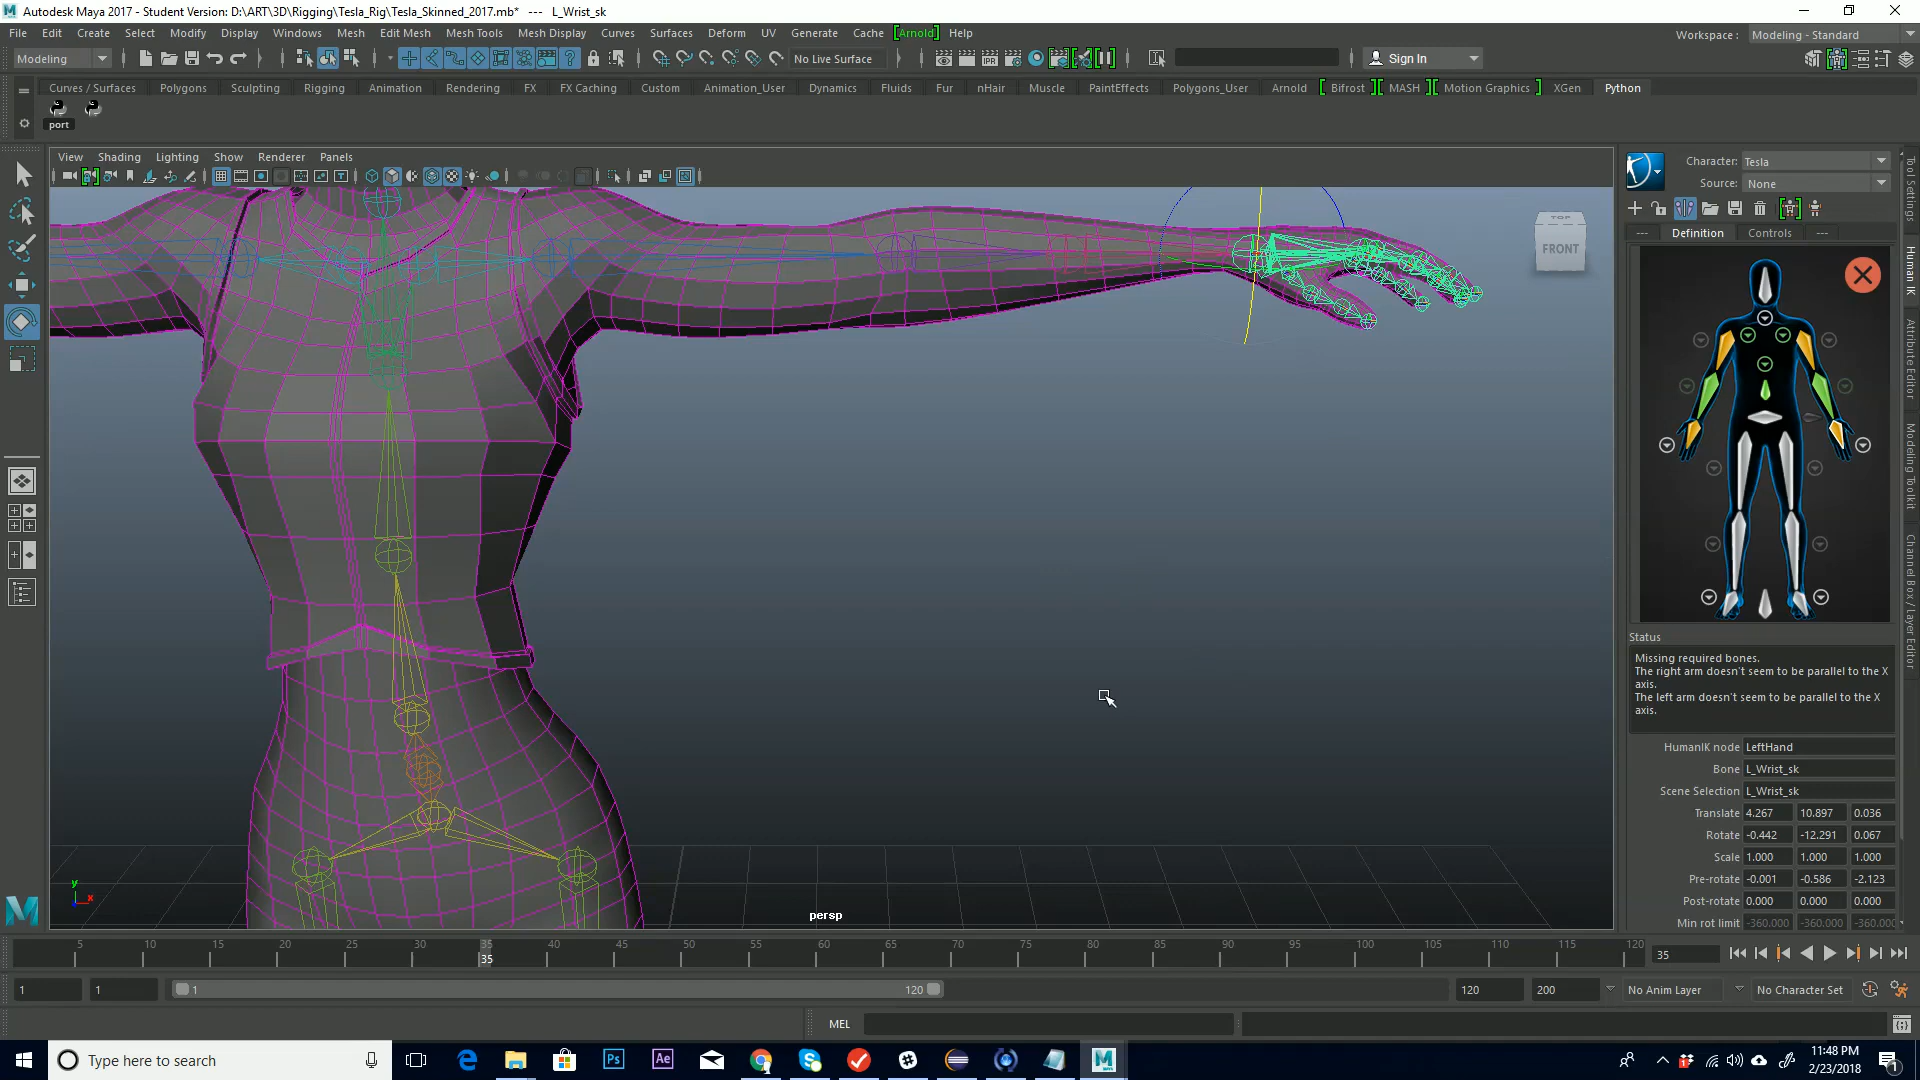 Autodesk Maya 2017 - Student Version: D:\ART\3D\Rigging\Tesla_Rig\Tesla_Skinned_2017.mb*   ---   L_Wrist_sk
File Edit Create Select Modify Display Windows Mesh Edit Mesh Mesh Tools Mesh Display Curves Surfaces Deform UV Generate Cache Arnold Help
Workspace : Modeling - Standard
Modeling
No Live Surface
Sign In
Curves / Surfaces Polygons Sculpting Rigging Animation Rendering FX FX Caching Custom Animation_User Dynamics Fluids Fur nHair Muscle PaintEffects Polygons_User Arnold Bifrost MASH Motion Graphics XGen Python
port
View Shading Lighting Show Renderer Panels
Character: Tesla
Source: None
--- Definition Controls ---
TOP
FRONT
Tool Settings
Human IK
Attribute Editor
Modeling Toolkit
Channel Box / Layer Editor
Status
Missing required bones.
The right arm doesn't seem to be parallel to the X
axis.
The left arm doesn't seem to be parallel to the X
axis.
HumanIK node LeftHand
Bone L_Wrist_sk
Scene Selection L_Wrist_sk
Translate 4.267 10.897 0.036
Rotate -0.442 -12.291 0.067
Scale 1.000 1.000 1.000
Pre-rotate -0.001 -0.586 -2.123
Post-rotate 0.000 0.000 0.000
Min rot limit -360.000 -360.000 -360.000
y
x
persp
5 10 15 20 25 30 35 40 45 50 55 60 65 70 75 80 85 90 95 100 105 110 115 120
35
35
1 1 1 120 120 200 No Anim Layer No Character Set
MEL
Type here to search
Ps
Ae
11:48 PM
2/23/2018
1